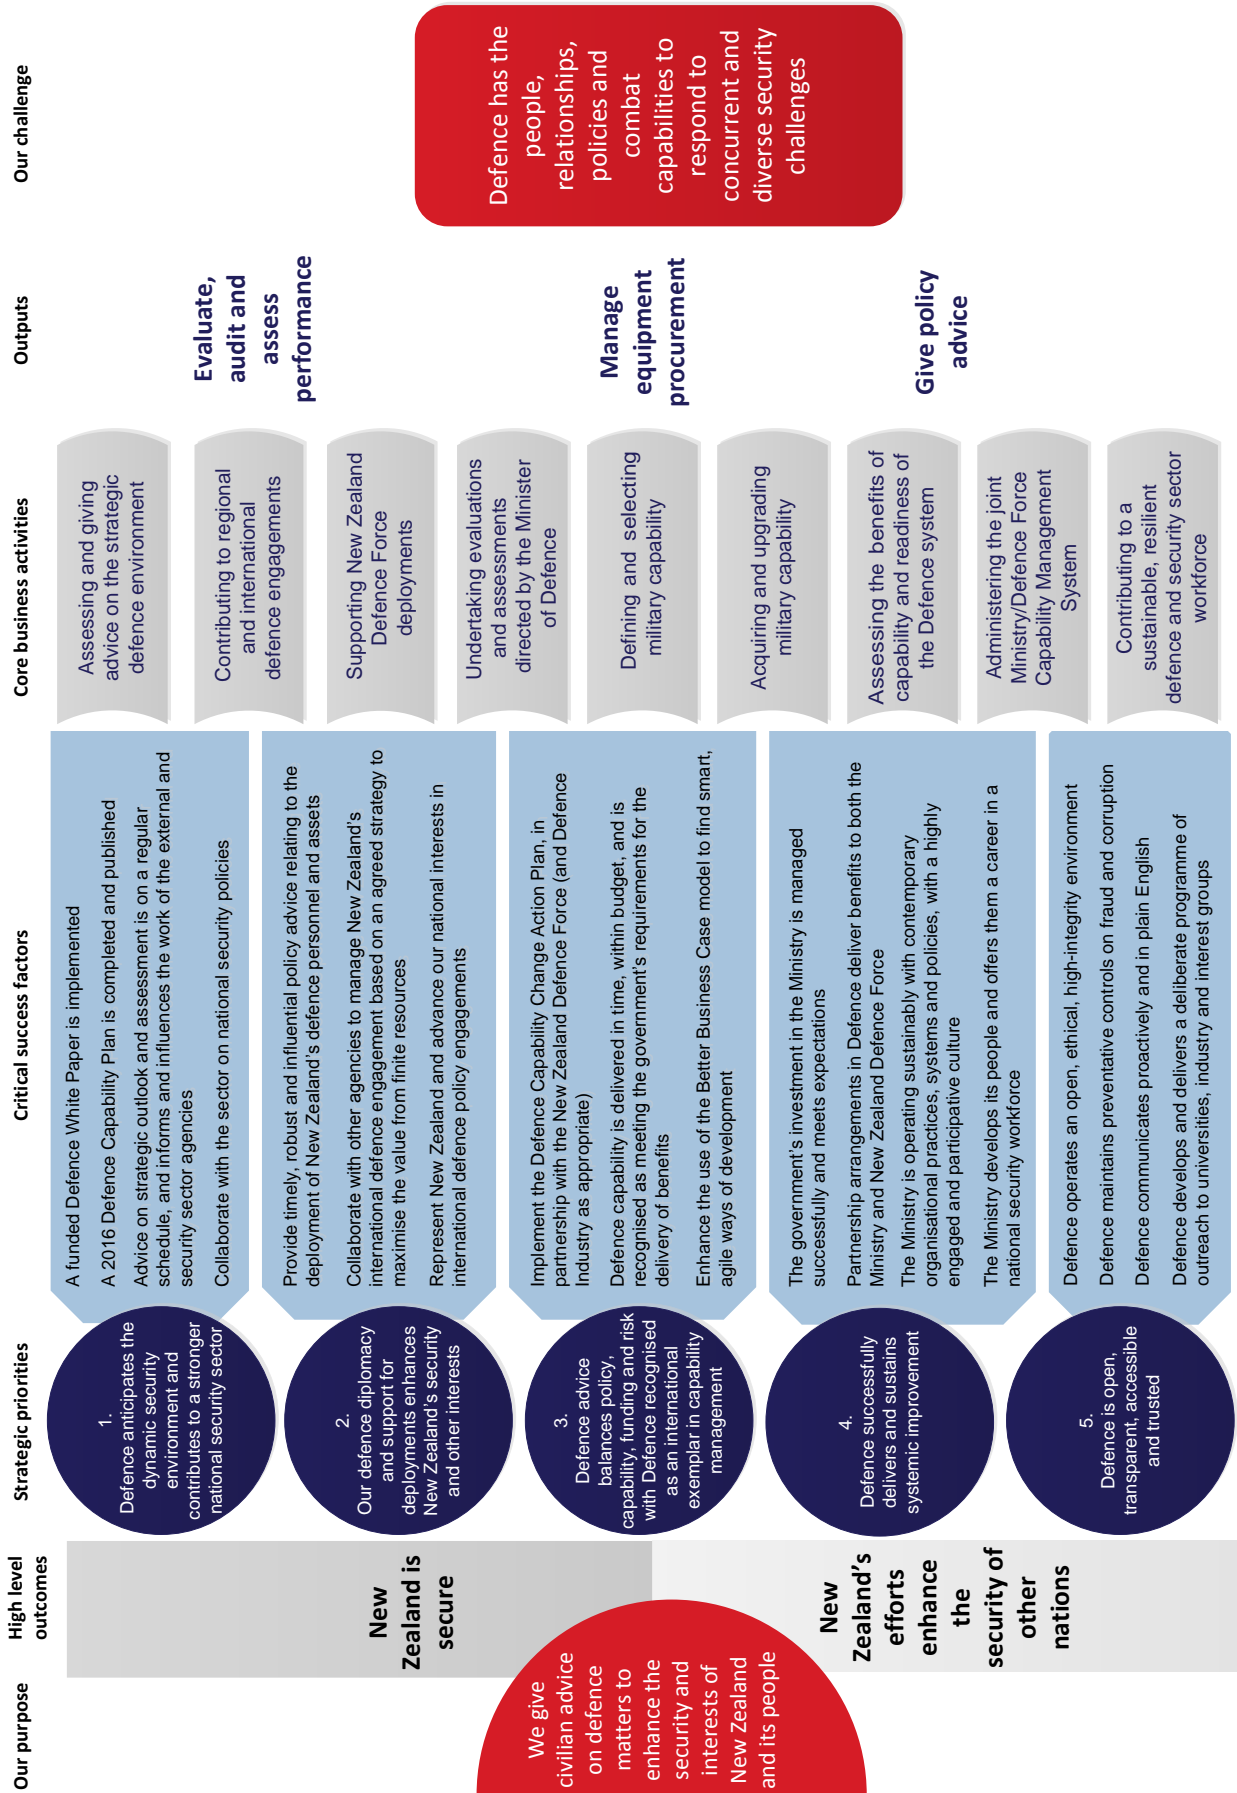 Our purpose
We give
civilian advice
on defence
matters to
enhance the
security and
interests of
New Zealand
and its people
High level
outcomes
New
Zealand is
secure
New
Zealand’s
efforts
enhance
the
security of
other
nations
Strategic priorities
1.
Defence anticipates the
dynamic security
environment and
contributes to a stronger
national security sector
2.
Our defence diplomacy
and support for
deployments enhances
New Zealand’s security
and other interests
3.
Defence advice
balances policy,
capability, funding and risk
with Defence recognised
as an international
exemplar in capability
management
4.
Defence successfully
delivers and sustains
systemic improvement
5.
Defence is open,
transparent, accessible
and trusted
Critical success factors
A funded Defence White Paper is implemented
A 2016 Defence Capability Plan is completed and published
Advice on strategic outlook and assessment is on a regular
schedule, and informs and influences the work of the external and
security sector agencies
Collaborate with the sector on national security policies
Provide timely, robust and influential policy advice relating to the
deployment of New Zealand’s defence personnel and assets
Collaborate with other agencies to manage New Zealand’s
international defence engagement based on an agreed strategy to
maximise the value from finite resources
Represent New Zealand and advance our national interests in
international defence policy engagements
Implement the Defence Capability Change Action Plan, in
partnership with the New Zealand Defence Force (and Defence
Industry as appropriate)
Defence capability is delivered in time, within budget, and is
recognised as meeting the government’s requirements for the
delivery of benefits
Enhance the use of the Better Business Case model to find smart,
agile ways of development
The government’s investment in the Ministry is managed
successfully and meets expectations
Partnership arrangements in Defence deliver benefits to both the
Ministry and New Zealand Defence Force
The Ministry is operating sustainably with contemporary
organisational practices, systems and policies, with a highly
engaged and participative culture
The Ministry develops its people and offers them a career in a
national security workforce
Defence operates an open, ethical, high-integrity environment
Defence maintains preventative controls on fraud and corruption
Defence communicates proactively and in plain English
Defence develops and delivers a deliberate programme of
outreach to universities, industry and interest groups
Core business activities
Assessing and giving
advice on the strategic
defence environment
Contributing to regional
and international
defence engagements
Supporting New Zealand
Defence Force
deployments
Undertaking evaluations
and assessments
directed by the Minister
of Defence
Defining and selecting
military capability
Acquiring and upgrading
military capability
Assessing the benefits of
capability and readiness of
the Defence system
Administering the joint
Ministry/Defence Force
Capability Management
System
Contributing to a
sustainable, resilient
defence and security sector
workforce
Outputs
Evaluate,
audit and
assess
performance
Manage
equipment
procurement
Give policy
advice
Our challenge
Defence has the
people,
relationships,
policies and
combat
capabilities to
respond to
concurrent and
diverse security
challenges